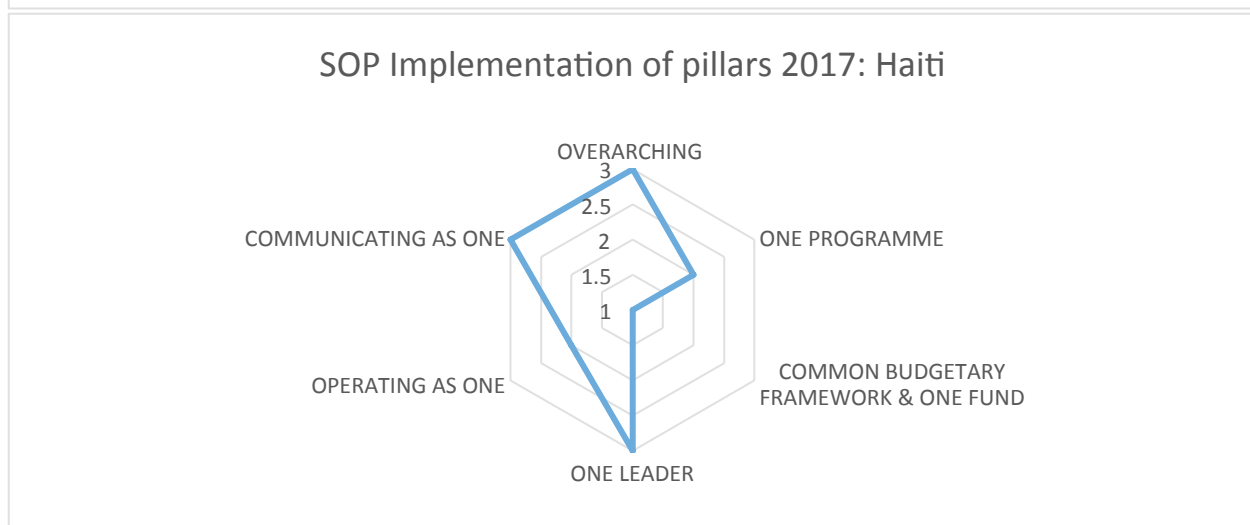 SOP Implementation of pillars 2017: Haiti
OVERARCHING
3
2.5
2
1.5
1
COMMUNICATING AS ONE
ONE PROGRAMME
OPERATING AS ONE
COMMON BUDGETARY
FRAMEWORK & ONE FUND
ONE LEADER